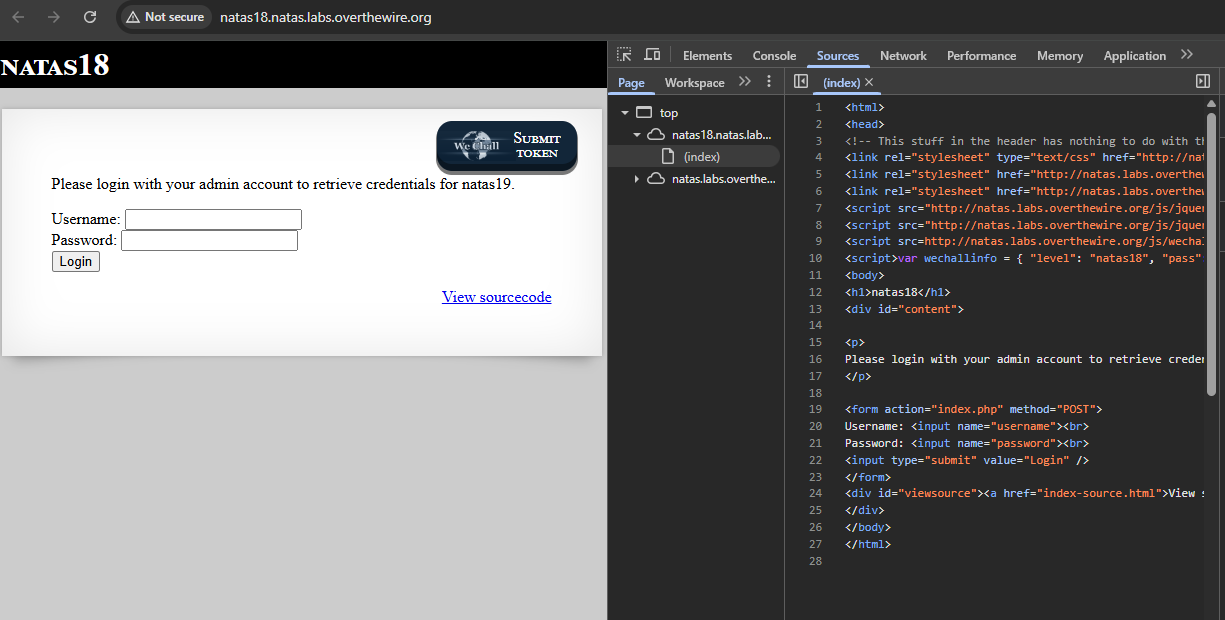 Not secure natas18.natas.labs.overthewire.org
NATAS18
We Chall
SUBMIT
TOKEN
Please login with your admin account to retrieve credentials for natas19.
Username:
Password:
Login
View sourcecode
Elements Console Sources Network Performance Memory Application
Page Workspace (index)
top
natas18.natas.lab...
(index)
natas.labs.overthe...
1 <html>
2 <head>
3 <!-- This stuff in the header has nothing to do with th
4 <link rel="stylesheet" type="text/css" href="http://nat
5 <link rel="stylesheet" href="http://natas.labs.overthew
6 <link rel="stylesheet" href="http://natas.labs.overthew
7 <script src="http://natas.labs.overthewire.org/js/jquer
8 <script src="http://natas.labs.overthewire.org/js/jquer
9 <script src=http://natas.labs.overthewire.org/js/wechal
10 <script>var wechallinfo = { "level": "natas18", "pass"
11 <body>
12 <h1>natas18</h1>
13 <div id="content">
14
15 <p>
16 Please login with your admin account to retrieve creden
17 </p>
18
19 <form action="index.php" method="POST">
20 Username: <input name="username"><br>
21 Password: <input name="password"><br>
22 <input type="submit" value="Login" />
23 </form>
24 <div id="viewsource"><a href="index-source.html">View s
25 </div>
26 </body>
27 </html>
28